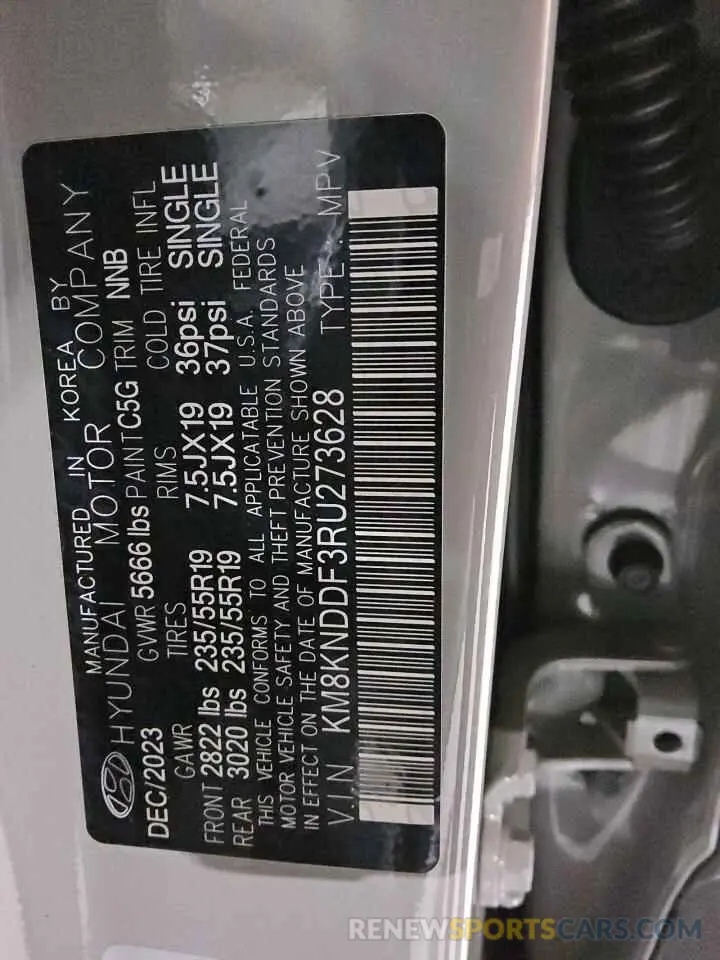 MANUFACTURED IN KOREA BY
HYUNDAI MOTOR COMPANY
DEC/2023 GVWR 5666 lbs PAINT C5G TRIM NNB
GAWR TIRES RIMS COLD TIRE INFL
FRONT 2822 lbs 235/55R19 7.5JX19 36psi SINGLE
REAR 3020 lbs 235/55R19 7.5JX19 37psi SINGLE
THIS VEHICLE CONFORMS TO ALL APPLICATABLE U.S.A. FEDERAL
MOTOR VEHICLE SAFETY AND THEFT PREVENTION STANDARDS
IN EFFECT ON THE DATE OF MANUFACTURE SHOWN ABOVE
V.I.N KM8KNDDF3RU273628 TYPE : MPV
RENEWSPORTSCARS.COM